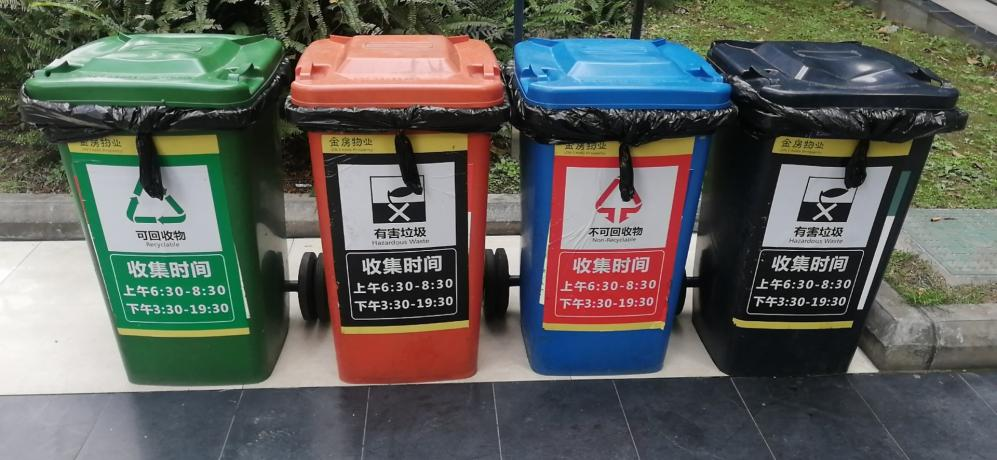 金房物业
可回收物
Recyclable
收集时间
上午6:30-8:30
下午3:30-19:30
金房物业
有害垃圾
Hazardous Waste
收集时间
上午6:30-8:30
下午3:30-19:30
金房物业
不可回收物
Non-Recyclable
收集时间
上午6:30-8:30
下午3:30-19:30
金房物业
有害垃圾
Hazardous Waste
收集时间
上午6:30-8:30
下午3:30-19:30